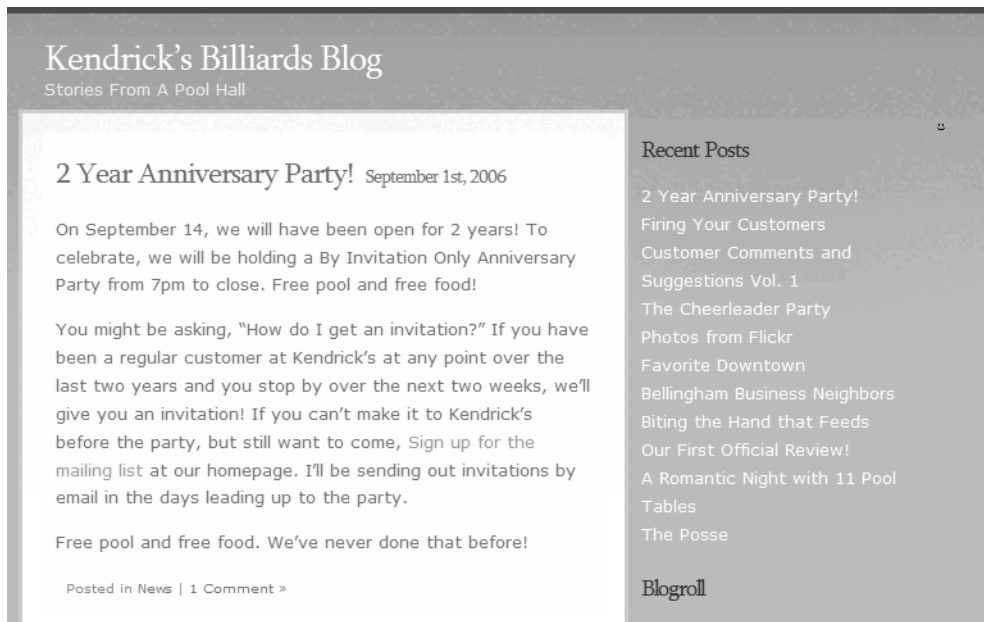 Kendrick's Billiards Blog
Stories From A Pool Hall
2 Year Anniversary Party! September 1st, 2006
On September 14, we will have been open for 2 years! To
celebrate, we will be holding a By Invitation Only Anniversary
Party from 7pm to close. Free pool and free food!
You might be asking, “How do I get an invitation?” If you have
been a regular customer at Kendrick’s at any point over the
last two years and you stop by over the next two weeks, we’ll
give you an invitation! If you can’t make it to Kendrick’s
before the party, but still want to come, Sign up for the
mailing list at our homepage. I’ll be sending out invitations by
email in the days leading up to the party.
Free pool and free food. We’ve never done that before!
Posted in News | 1 Comment »
Recent Posts
2 Year Anniversary Party!
Firing Your Customers
Customer Comments and
Suggestions Vol. 1
The Cheerleader Party
Photos from Flickr
Favorite Downtown
Bellingham Business Neighbors
Biting the Hand that Feeds
Our First Official Review!
A Romantic Night with 11 Pool
Tables
The Posse
Blogroll